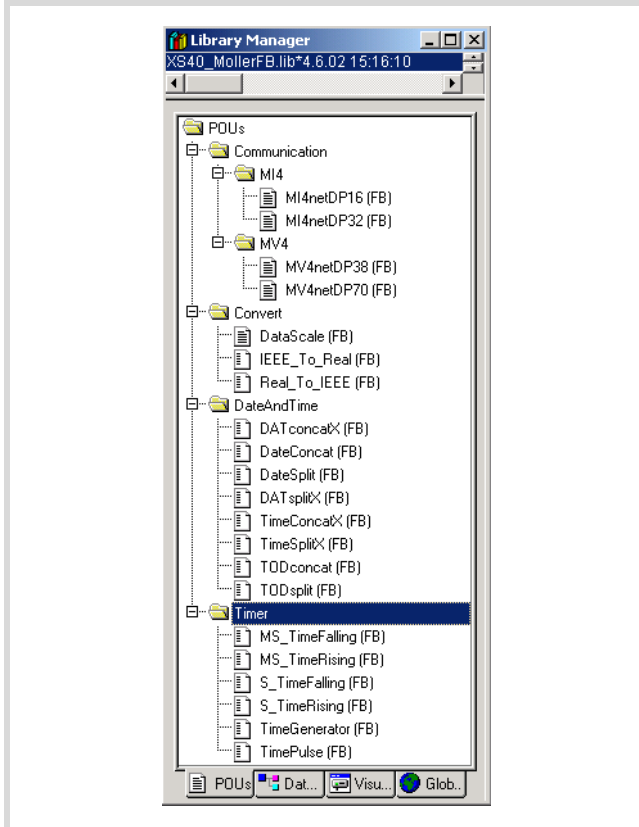 Library Manager
XS40_MollerFB.lib*4.6.02 15:16:10
POUs
Communication
MI4
MI4netDP16 (FB)
MI4netDP32 (FB)
MV4
MV4netDP38 (FB)
MV4netDP70 (FB)
Convert
DataScale (FB)
IEEE_To_Real (FB)
Real_To_IEEE (FB)
DateAndTime
DATconcatX (FB)
DateConcat (FB)
DateSplit (FB)
DATsplitX (FB)
TimeConcatX (FB)
TimeSplitX (FB)
TODconcat (FB)
TODsplit (FB)
Timer
MS_TimeFalling (FB)
MS_TimeRising (FB)
S_TimeFalling (FB)
S_TimeRising (FB)
TimeGenerator (FB)
TimePulse (FB)
POUs Dat... Visu... Glob..